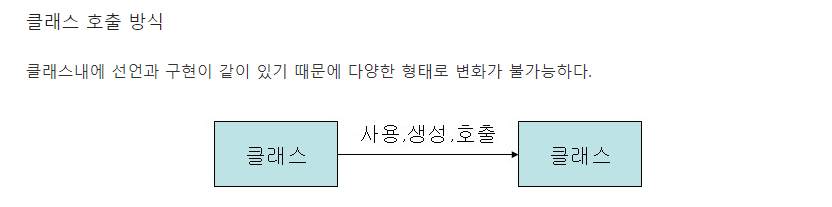 클래스 호출 방식
클래스내에 선언과 구현이 같이 있기 때문에 다양한 형태로 변화가 불가능하다.
사용,생성,호출
클래스
클래스